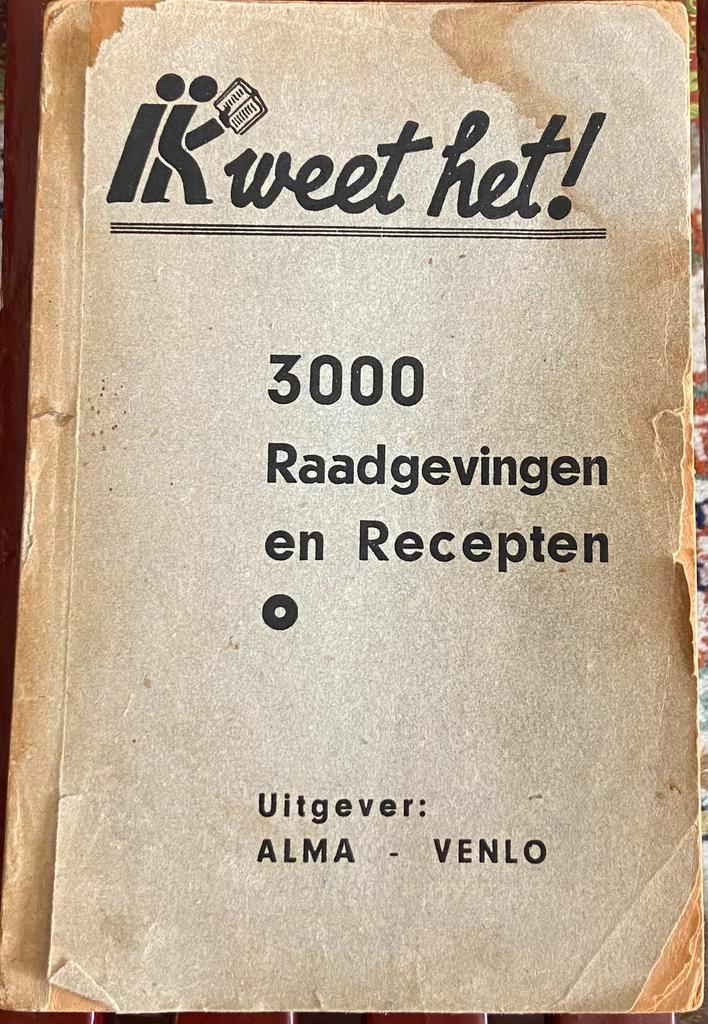 IK weet het!
3000
Raadgevingen
en Recepten
Uitgever:
ALMA - VENLO